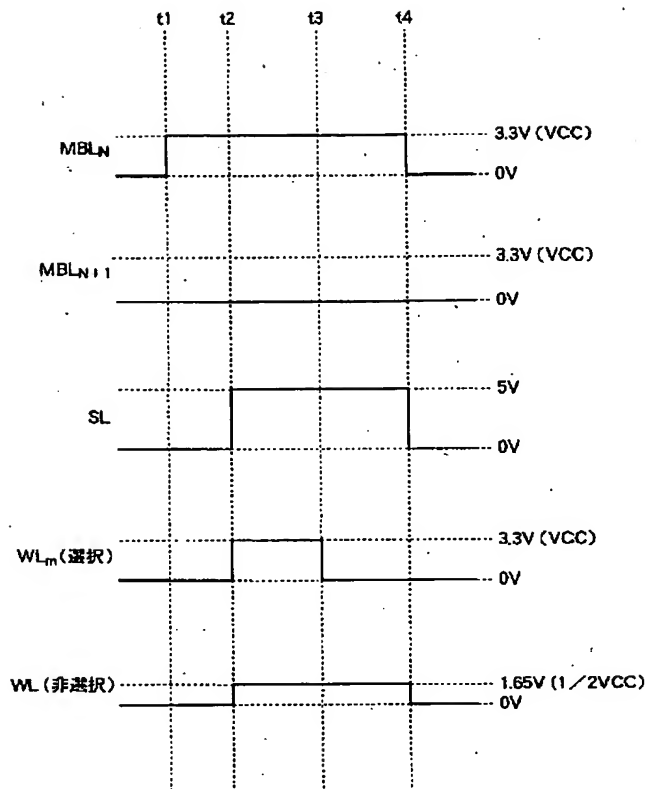 t1 t2 t3 t4
MBLN
3.3V (VCC)
0V
MBLN+1
3.3V (VCC)
0V
SL
5V
0V
WLm(選択)
3.3V (VCC)
0V
WL(非選択)
1.65V (1/2VCC)
0V